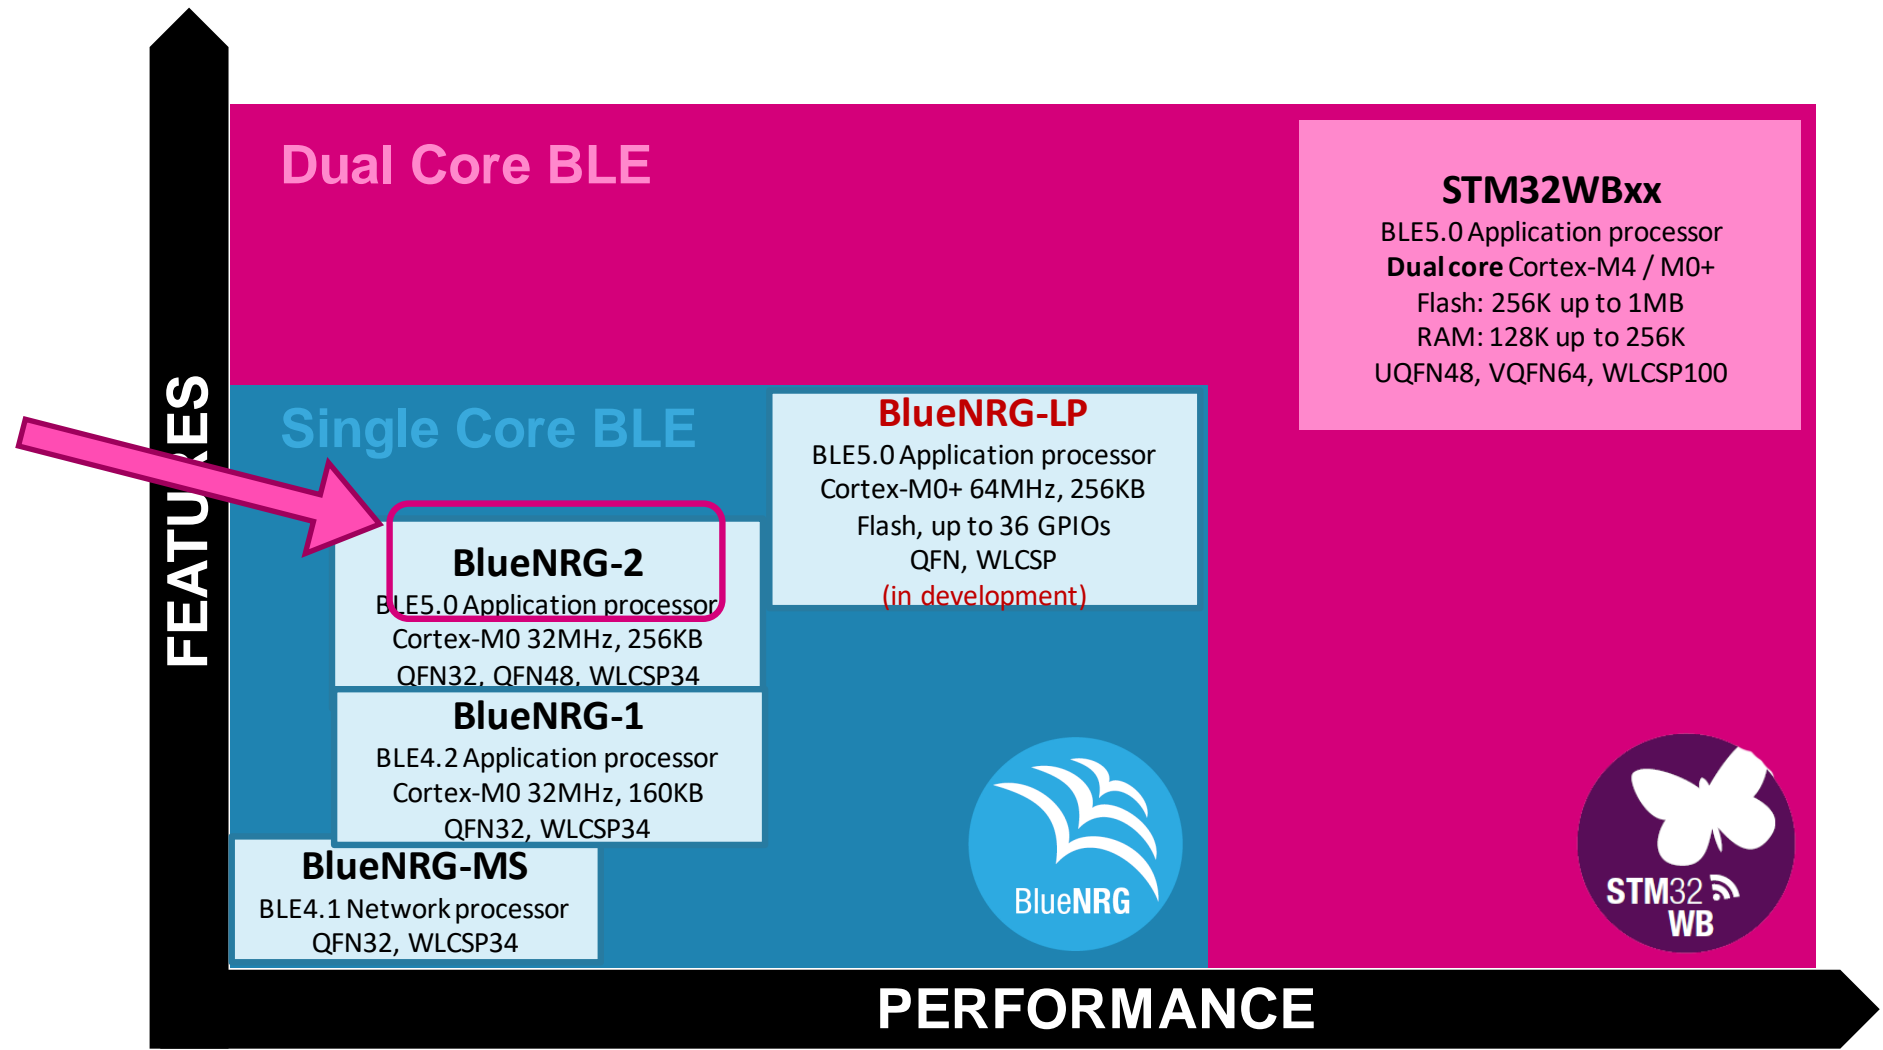 Dual Core BLE
STM32WBxx
BLE5.0 Application processor
Dual core Cortex-M4 / M0+
Flash: 256K up to 1MB
RAM: 128K up to 256K
UQFN48, VQFN64, WLCSP100
FEATURES
Single Core BLE
BlueNRG-LP
BLE5.0 Application processor
Cortex-M0+ 64MHz, 256KB
Flash, up to 36 GPIOs
QFN, WLCSP
(in development)
BlueNRG-2
BLE5.0 Application processor
Cortex-M0 32MHz, 256KB
QFN32, QFN48, WLCSP34
BlueNRG-1
BLE4.2 Application processor
Cortex-M0 32MHz, 160KB
QFN32, WLCSP34
BlueNRG-MS
BLE4.1 Network processor
QFN32, WLCSP34
BlueNRG
STM32
WB
PERFORMANCE